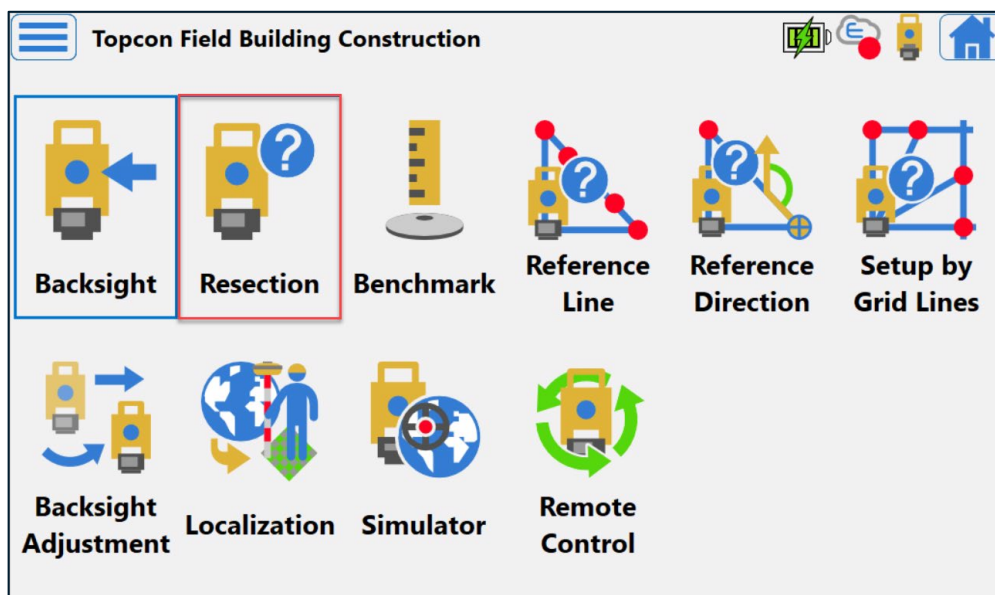 Topcon Field Building Construction
Backsight
Resection
Benchmark
Reference
Line
Reference
Direction
Setup by
Grid Lines
Backsight
Adjustment
Localization
Simulator
Remote
Control